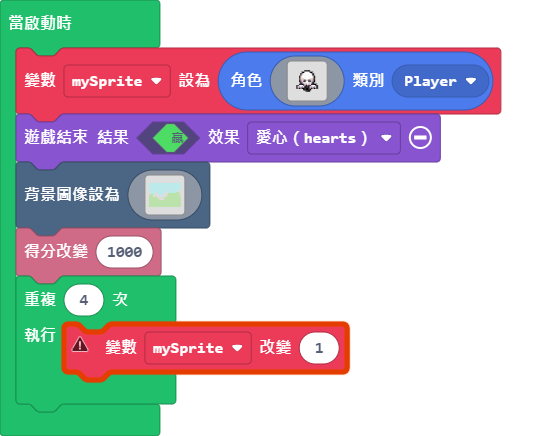 當啟動時
變數 mySprite 設為 角色 類別 Player
遊戲結束 結果 贏 效果 愛心 ( hearts )
背景圖像設為
得分改變 1000
重複 4 次
執行 變數 mySprite 改變 1